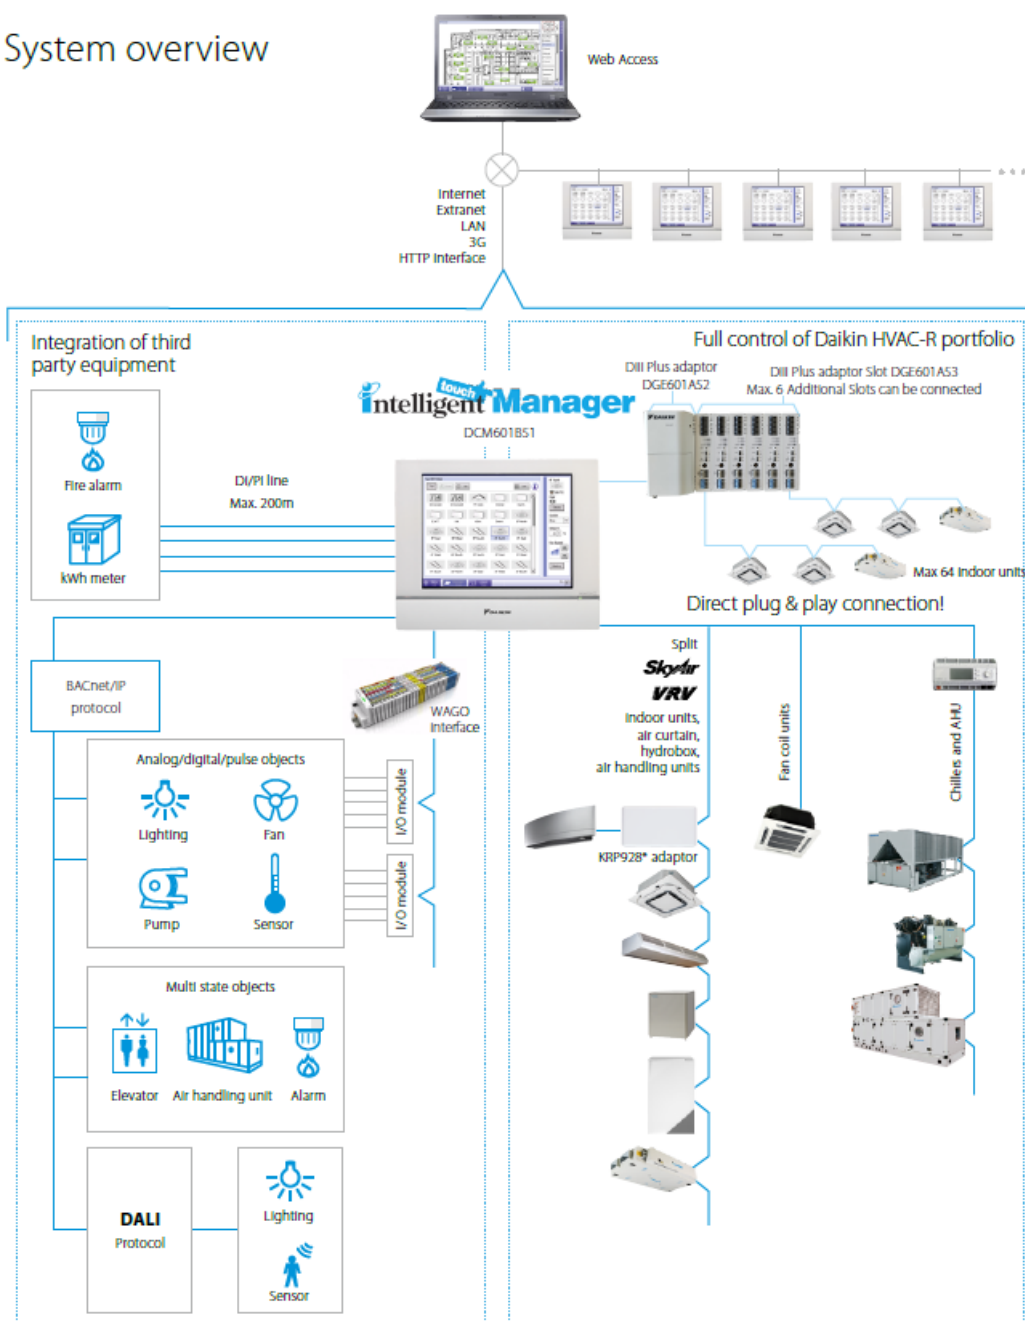 System overview
Web Access
Internet
Extranet
LAN
3G
HTTP Interface
Integration of third
party equipment
Fire alarm
kWh meter
DI/PI line
Max. 200m
intelligent touch Manager
DCM601B51
Full control of Daikin HVAC-R portfolio
DIII Plus adaptor
DGE601A52
DIII Plus adaptor Slot DGE601A53
Max. 6 Additional Slots can be connected
DAIKIN
Max 64 Indoor units
Direct plug & play connection!
BACnet/IP
protocol
WAGO
Interface
Analog/digital/pulse objects
Lighting
Fan
Pump
Sensor
I/O module
I/O module
Multi state objects
Elevator
Air handling unit
Alarm
DALI
Protocol
Lighting
Sensor
Split
SkyAir
VRV
Indoor units,
air curtain,
hydrobox,
air handling units
KRP928* adaptor
Fan coil units
Chillers and AHU